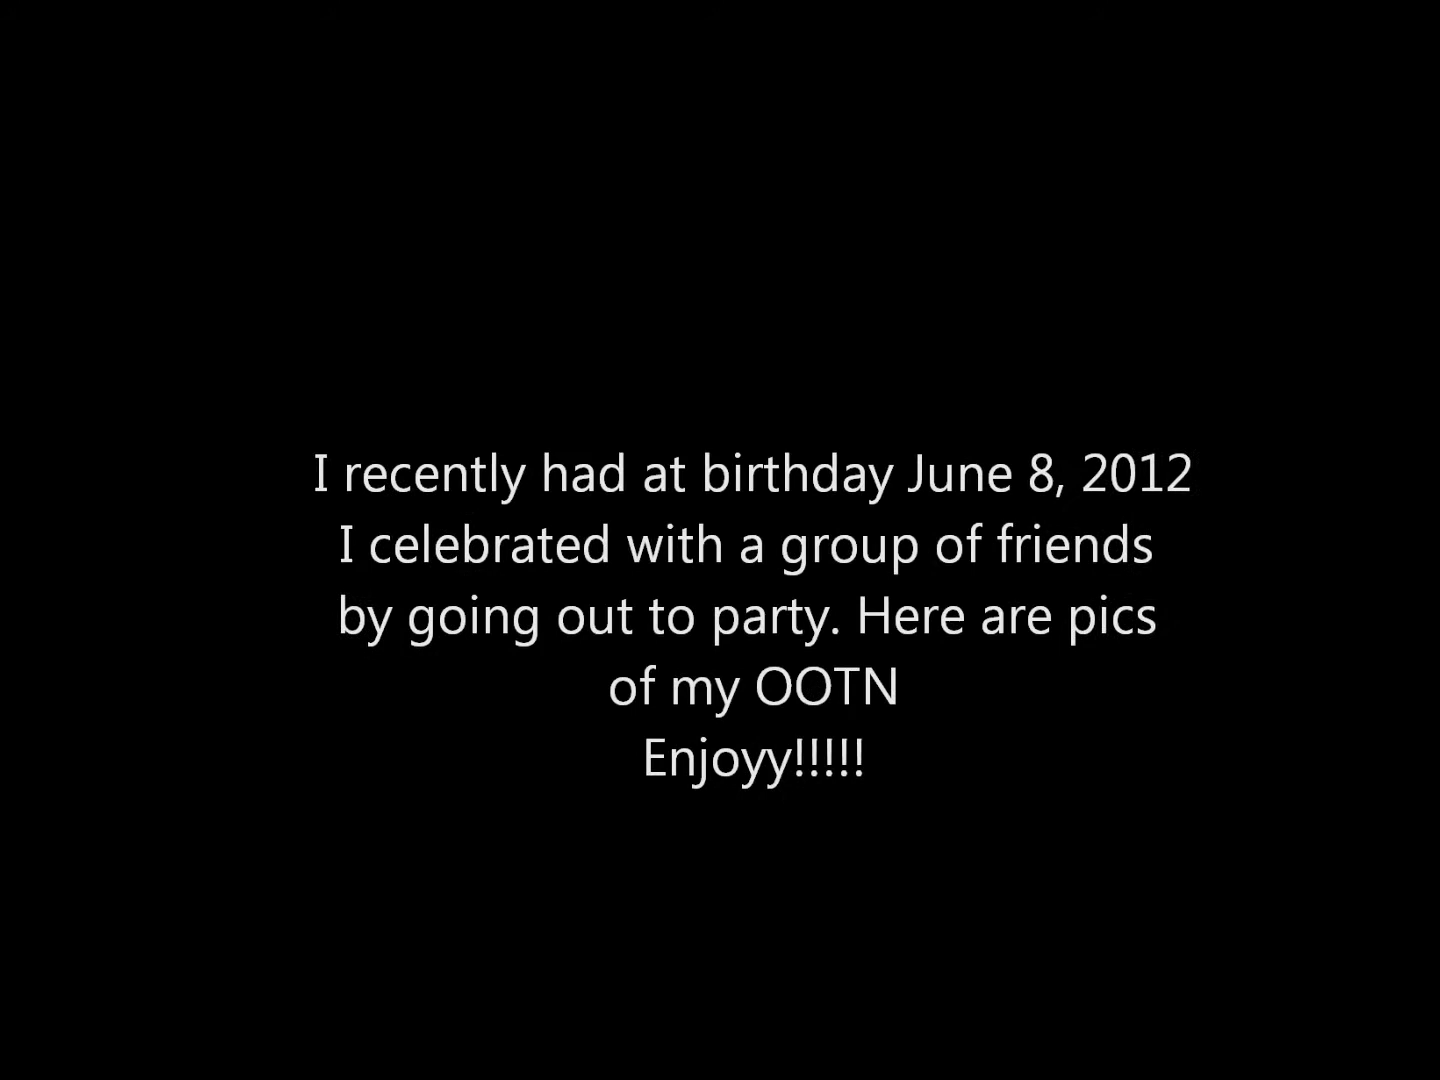 I recently had at birthday June 8, 2012
I celebrated with a group of friends
by going out to party. Here are pics
of my OOTN
Enjoyy!!!!!